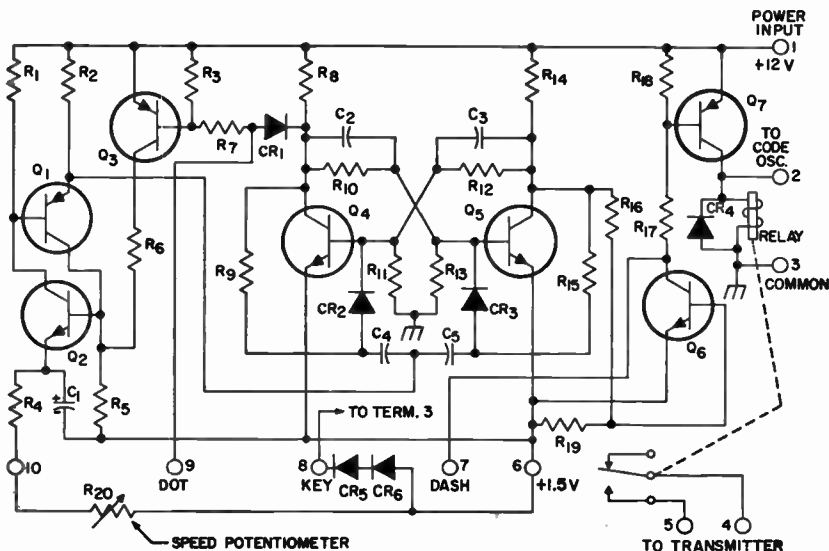 POWER
INPUT
1
+12 V
R1
R2
R3
R8
R14
R18
Q7
C2
C3
TO
CODE
OSC.
2
Q3
R7
CR1
R10
R12
Q1
Q4
Q5
R16
CR4
R17
RELAY
R6
R9
R11
R13
R15
3
COMMON
CR2
CR3
Q2
C4
C5
Q6
R4
+
-
C1
R5
TO TERM. 3
R19
10
9
DOT
8
KEY
CR5
CR6
7
DASH
6
+1.5V
R20
SPEED POTENTIOMETER
5
4
TO TRANSMITTER